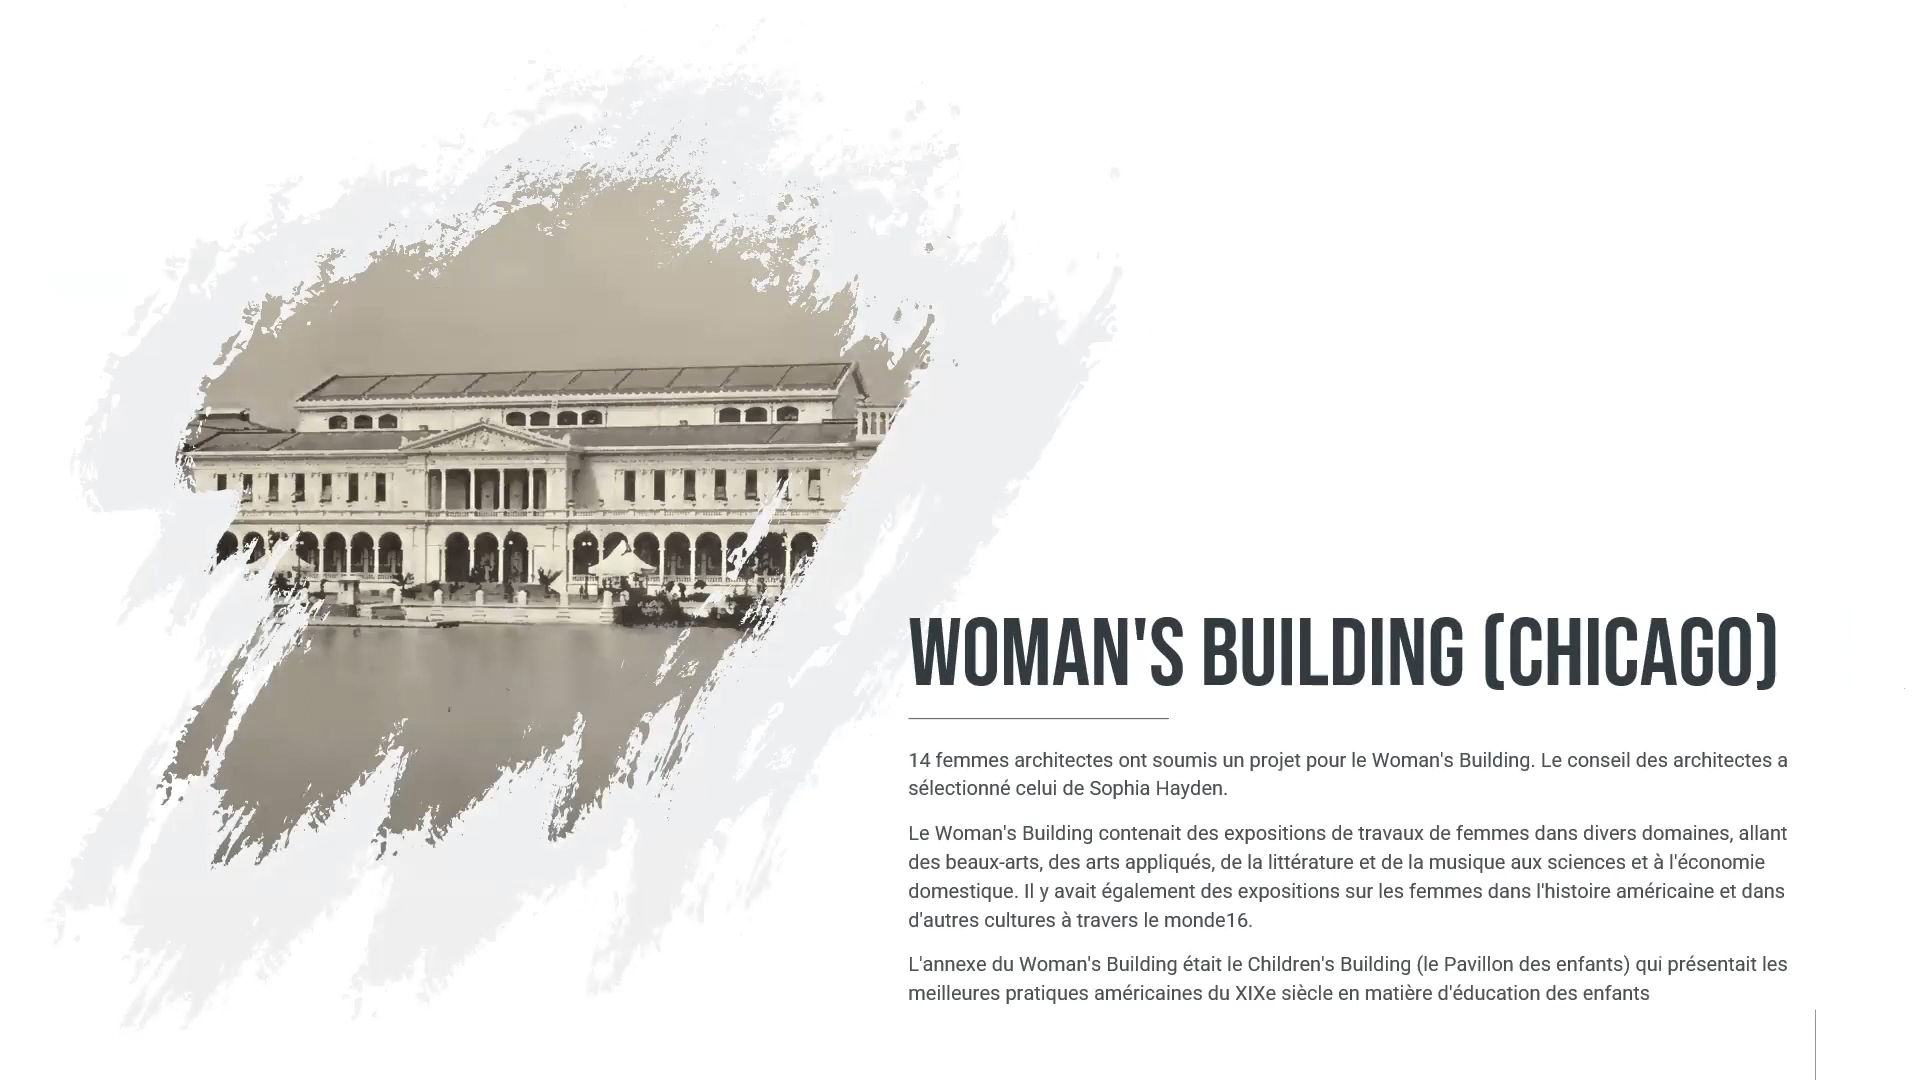 WOMAN'S BUILDING (CHICAGO)
14 femmes architectes ont soumis un projet pour le Woman's Building. Le conseil des architectes a
sélectionné celui de Sophia Hayden.
Le Woman's Building contenait des expositions de travaux de femmes dans divers domaines, allant
des beaux-arts, des arts appliqués, de la littérature et de la musique aux sciences et à l'économie
domestique. Il y avait également des expositions sur les femmes dans l'histoire américaine et dans
d'autres cultures à travers le monde16.
L'annexe du Woman's Building était le Children's Building (le Pavillon des enfants) qui présentait les
meilleures pratiques américaines du XIXe siècle en matière d'éducation des enfants